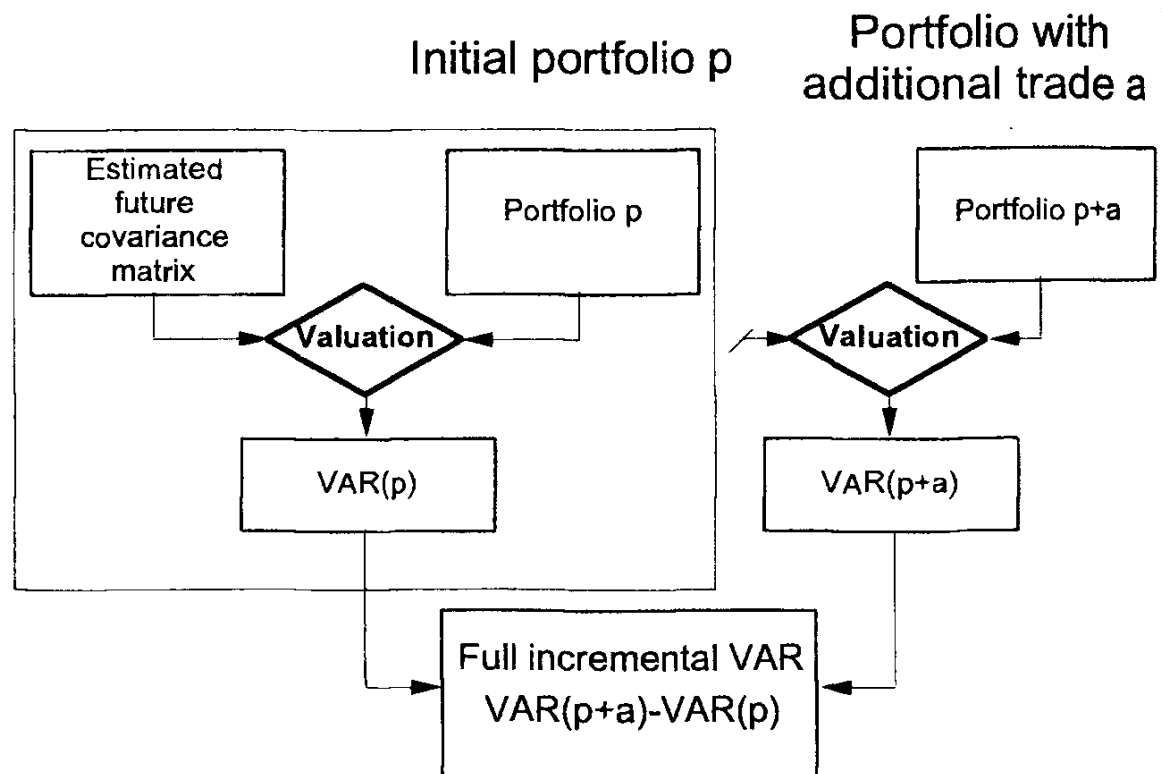 Initial portfolio p
Portfolio with
additional trade a
Estimated
future
covariance
matrix
Portfolio p
Portfolio p+a
Valuation
Valuation
VAR(p)
VAR(p+a)
Full incremental VAR
VAR(p+a)-VAR(p)